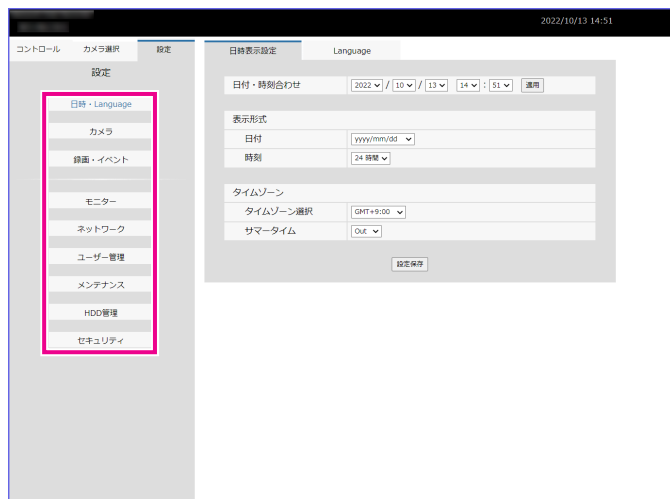 2022/10/13 14:51
コントロール カメラ選択 設定
設定
日時・Language
カメラ
録画・イベント
モニター
ネットワーク
ユーザー管理
メンテナンス
HDD管理
セキュリティ
日時表示設定 Language
日付・時刻合わせ 2022 / 10 / 13 14 : 51 適用
表示形式
日付 yyyy/mm/dd
時刻 24 時間
タイムゾーン
タイムゾーン選択 GMT+9:00
サマータイム Out
設定保存